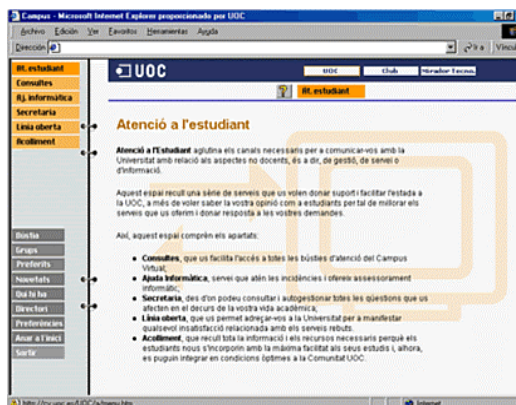 Campus - Microsoft Internet Explorer proporcionado por UOC
Archivo Edición Ver Favoritos Herramientas Ayuda
Dirección Ir a Vínculos
At. estudiant
Consultes
Aj. informàtica
Secretaria
Línia oberta
Acolliment
Bústia
Grups
Preferits
Novetats
Qui hi ha
Directori
Preferències
Anar a l'inici
Sortir
UOC
UOC Club Mirador Tecno.
? At. estudiant
Atenció a l'estudiant
Atenció a l'Estudiant aglutina els canals necessaris per a comunicar-vos amb la
Universitat amb relació als aspectes no docents, és a dir, de gestió, de servei o
d'informació.
Aquest espai recull una sèrie de serveis que us volen donar suport i facilitar l'estada a
la UOC, a més de voler saber la vostra opinió com a estudiants per tal de millorar els
serveis que us oferim i donar resposta a les vostres demandes.
Així, aquest espai comprèn els apartats:
Consultes, que us facilita l'accés a totes les bústies d'atenció del Campus
Virtual;
Ajuda Informàtica, servei que atén les incidències i ofereix assessorament
informàtic;
Secretaria, des d'on podeu consultar i autogestionar totes les qüestions que us
afecten en el decurs de la vostra vida acadèmica;
Línia oberta, que us permet adreçar-vos a la Universitat per a manifestar
qualsevol insatisfacció relacionada amb els serveis rebuts.
Acolliment, que recull tota la informació i els recursos necessaris perquè els
estudiants nous s'incorporin amb la màxima facilitat als seus estudis i, alhora,
es puguin integrar en condicions òptimes a la Comunitat UOC.
Internet